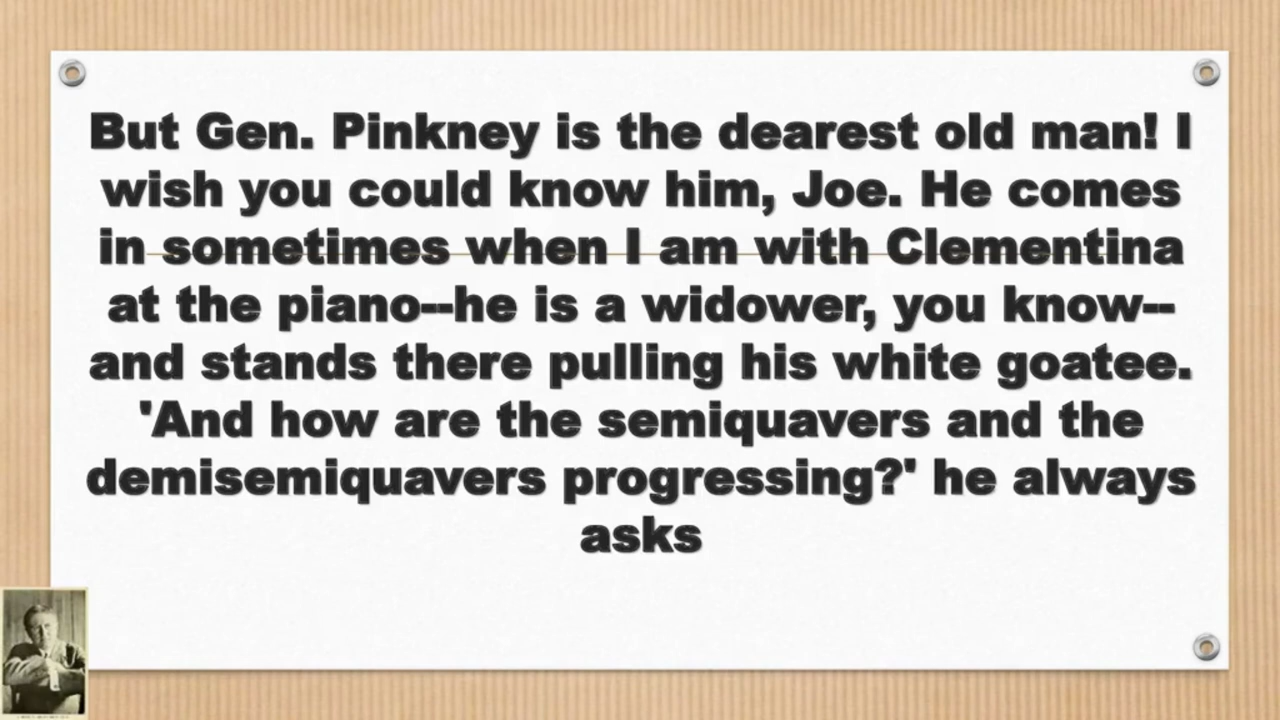 But Gen. Pinkney is the dearest old man! I
wish you could know him, Joe. He comes
in sometimes when I am with Clementina
at the piano--he is a widower, you know--
and stands there pulling his white goatee.
'And how are the semiquavers and the
demisemiquavers progressing?' he always
asks